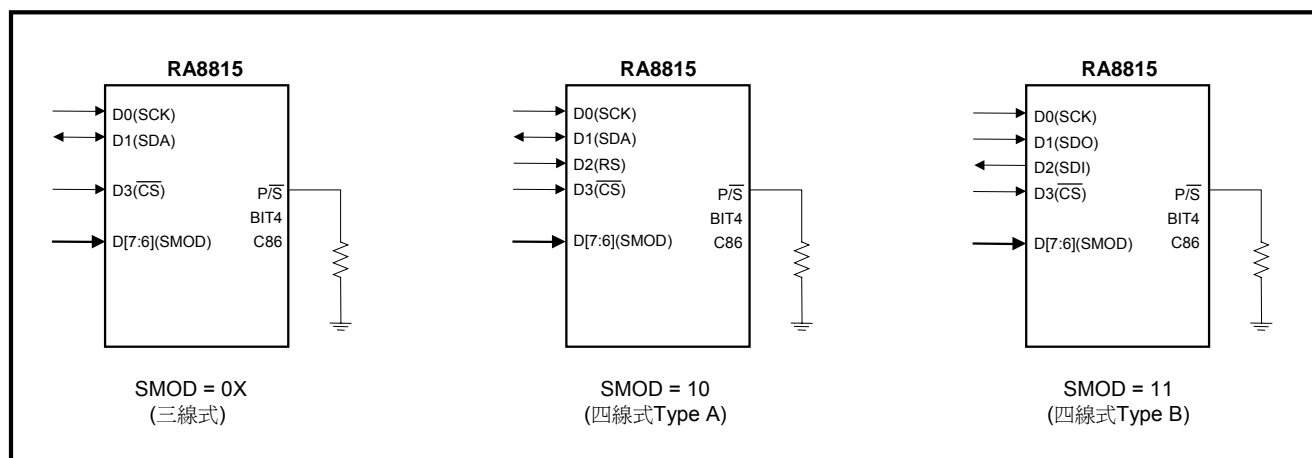 RA8815
D0(SCK)
D1(SDA)
D3(C̅S̅)
P/S̅
BIT4
D[7:6](SMOD)
C86
SMOD = 0X
(三線式)
RA8815
D0(SCK)
D1(SDA)
D2(RS)
D3(C̅S̅)
P/S̅
BIT4
D[7:6](SMOD)
C86
SMOD = 10
(四線式Type A)
RA8815
D0(SCK)
D1(SDO)
D2(SDI)
D3(C̅S̅)
P/S̅
BIT4
D[7:6](SMOD)
C86
SMOD = 11
(四線式Type B)